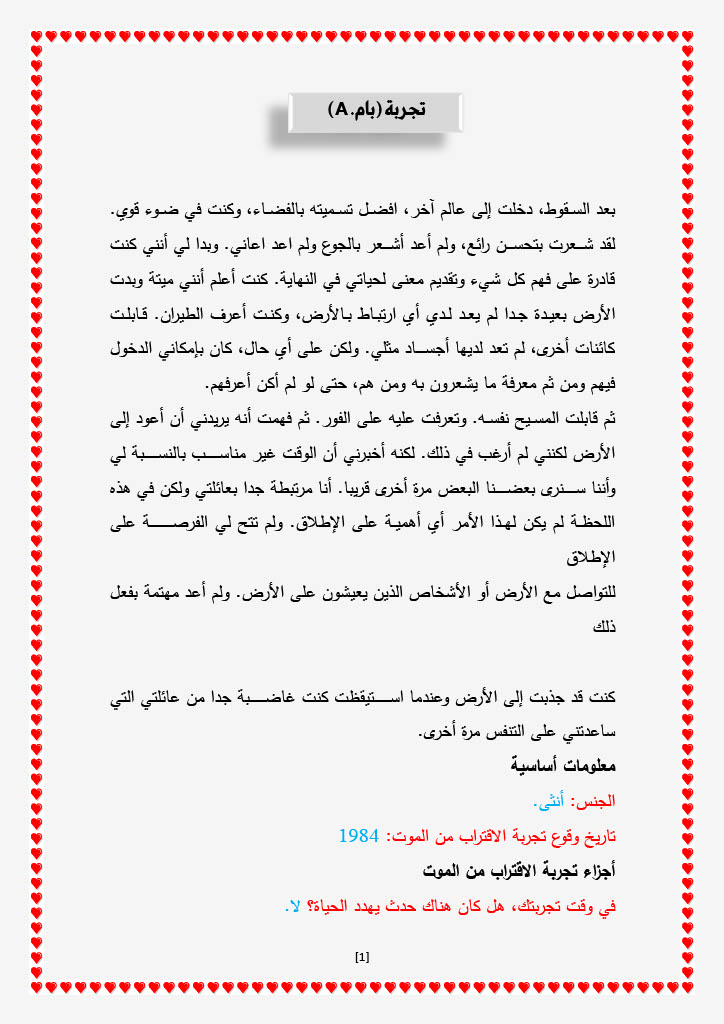 تجربة (بام.A)
بعد السقوط، دخلت إلى عالم آخر، افضل تسميته بالفضاء، وكنت في ضوء قوي.
لقد شعرت بتحسن رائع، ولم أعد أشعر بالجوع ولم اعد اعاني. وبدا لي أنني كنت
قادرة على فهم كل شيء وتقديم معنى لحياتي في النهاية. كنت أعلم أنني ميتة وبدت
الأرض بعيدة جدا لم يعد لدي أي ارتباط بالأرض، وكنت أعرف الطيران. قابلت
كائنات أخرى، لم تعد لديها أجساد مثلي. ولكن على أي حال، كان بإمكاني الدخول
فيهم ومن ثم معرفة ما يشعرون به ومن هم، حتى لو لم أكن أعرفهم.
ثم قابلت المسيح نفسه. وتعرفت عليه على الفور. ثم فهمت أنه يريدني أن أعود إلى
الأرض لكنني لم أرغب في ذلك. لكنه أخبرني أن الوقت غير مناسب بالنسبة لي
وأننا سنرى بعضنا البعض مرة أخرى قريبا. أنا مرتبطة جدا بعائلتي ولكن في هذه
اللحظة لم يكن لهذا الأمر أي أهمية على الإطلاق. ولم تتح لي الفرصة على
الإطلاق
للتواصل مع الأرض أو الأشخاص الذين يعيشون على الأرض. ولم أعد مهتمة بفعل
ذلك
كنت قد جذبت إلى الأرض وعندما استيقظت كنت غاضبة جدا من عائلتي التي
ساعدتني على التنفس مرة أخرى.
معلومات أساسية
الجنس: أنثى.
تاريخ وقوع تجربة الاقتراب من الموت: 1984
أجزاء تجربة الاقتراب من الموت
في وقت تجربتك، هل كان هناك حدث يهدد الحياة؟ لا.
[1]